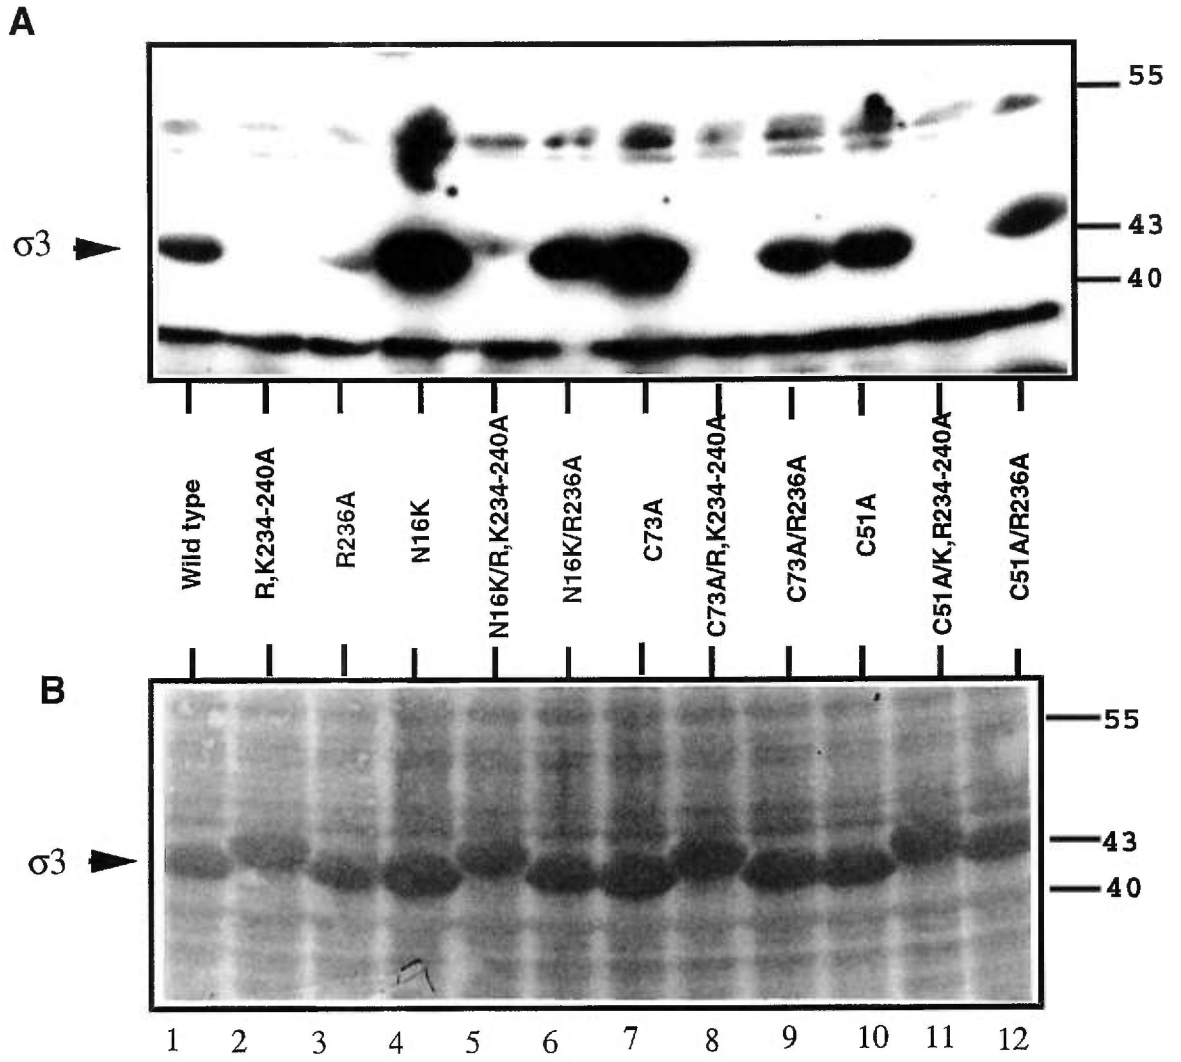 A
55
σ3
43
40
Wild type
R,K234-240A
R236A
N16K
N16K/R,K234-240A
N16K/R236A
C73A
C73A/R,K234-240A
C73A/R236A
C51A
C51A/K,R234-240A
C51A/R236A
B
55
σ3
43
40
1 2 3 4 5 6 7 8 9 10 11 12